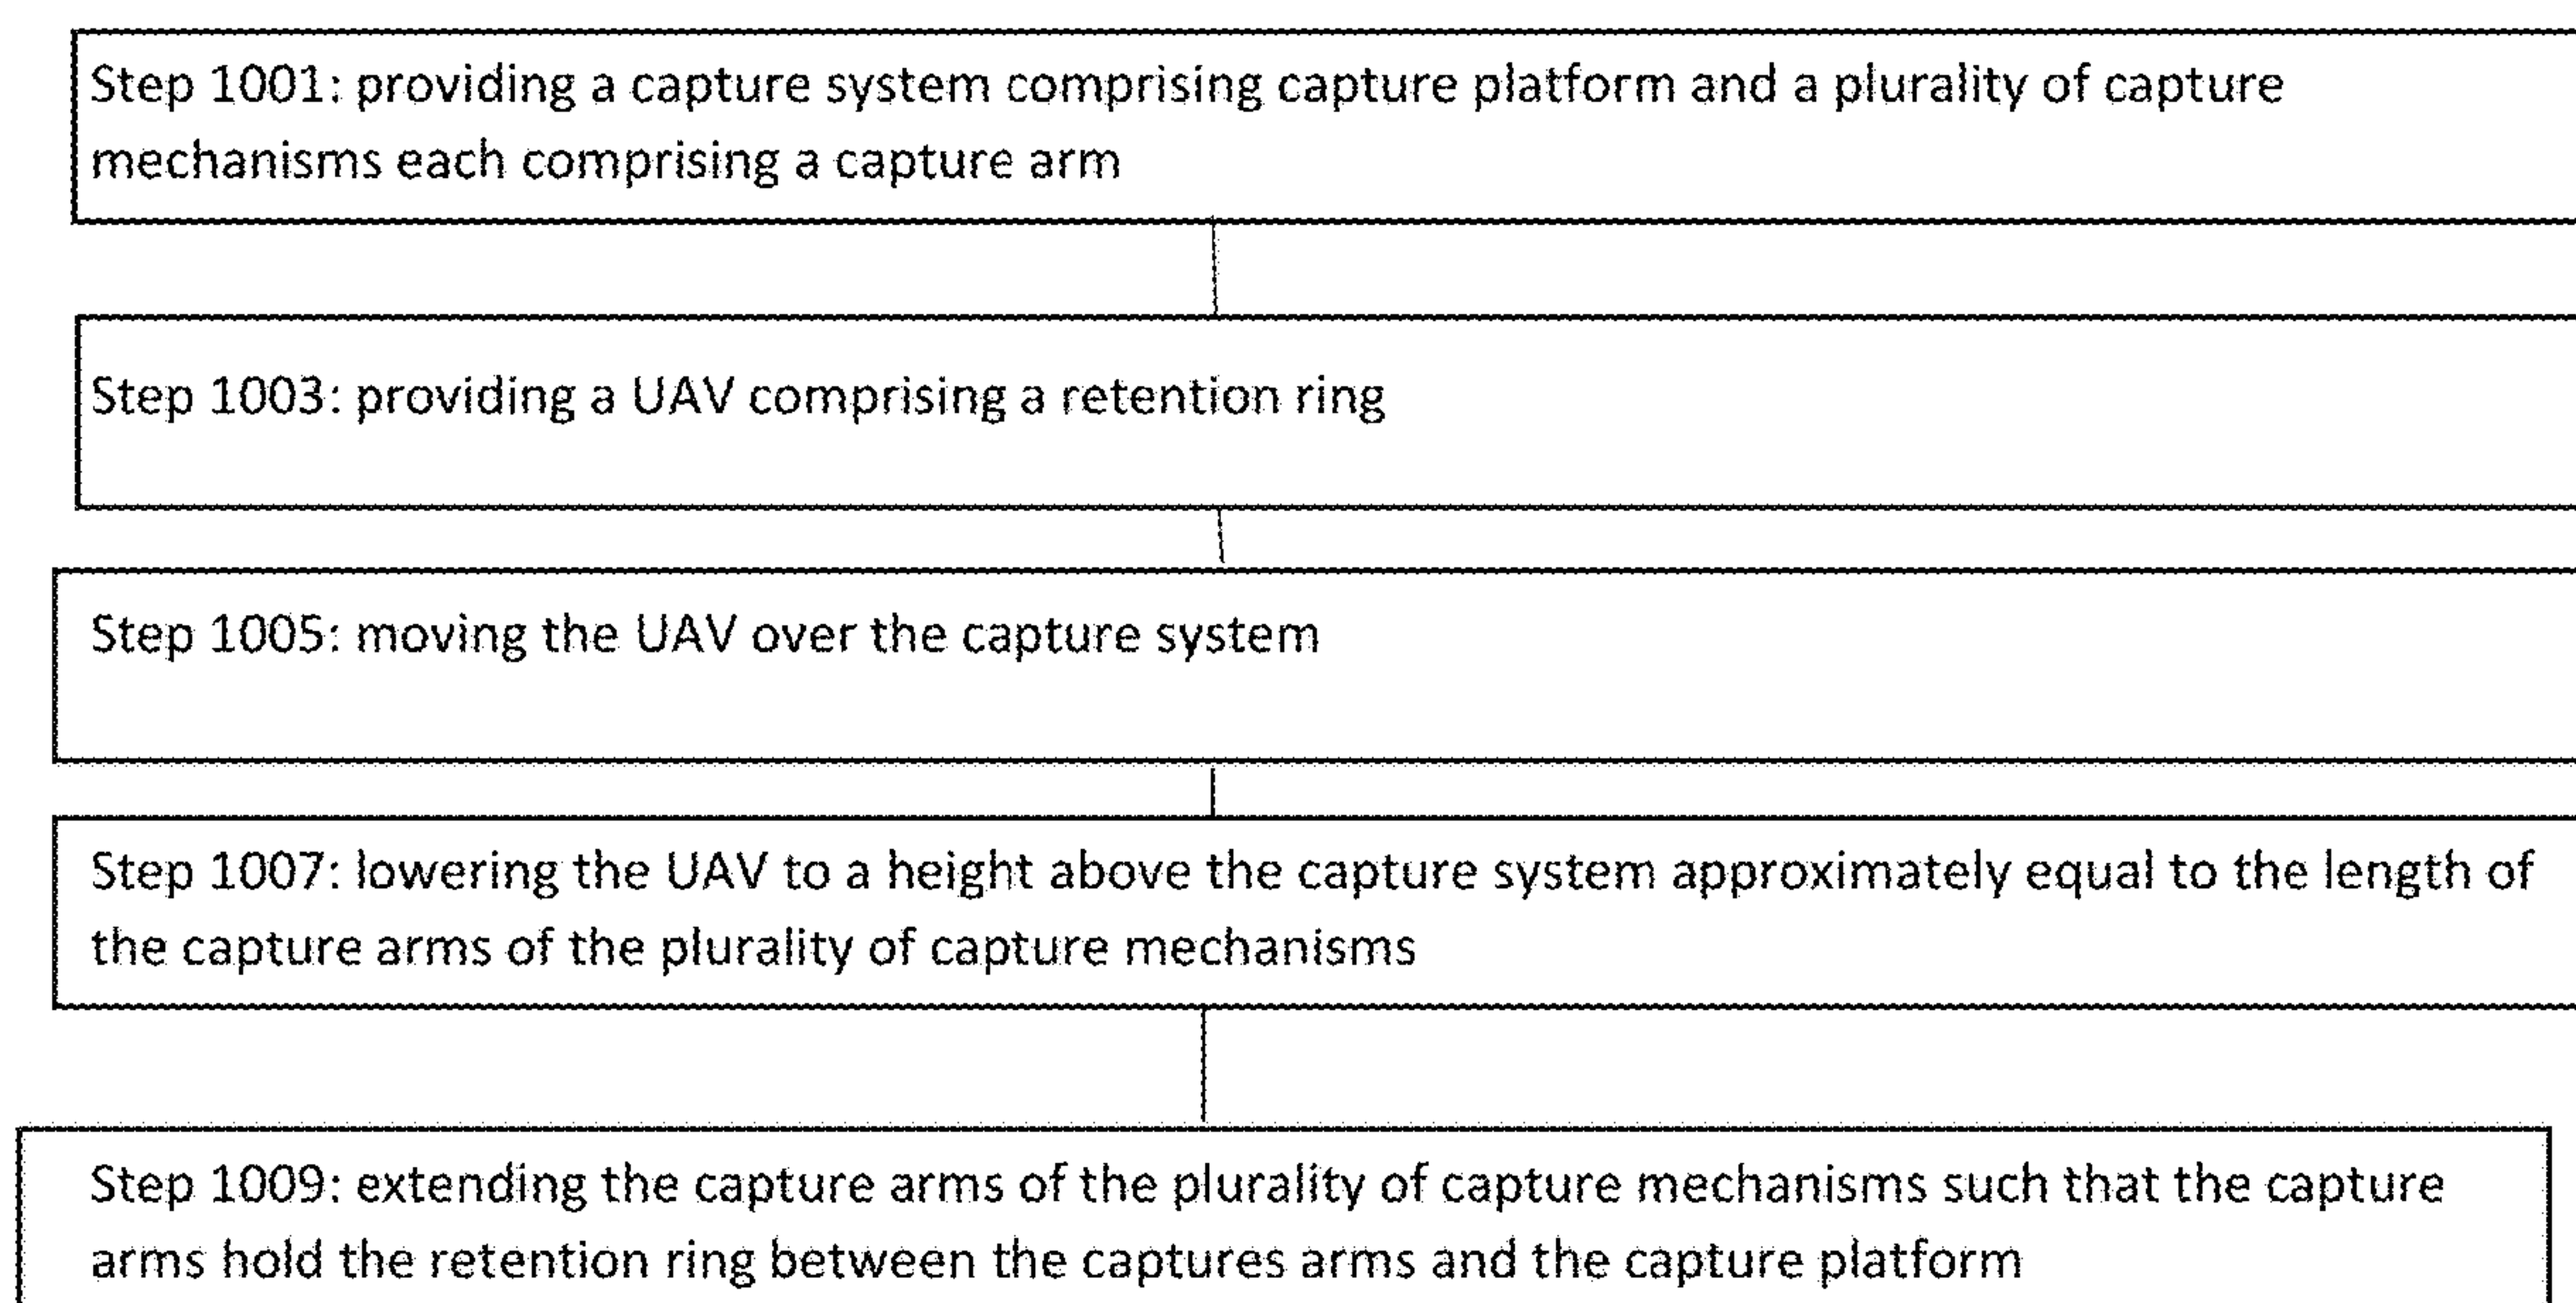 Step 1001: providing a capture system comprising capture platform and a plurality of capture
mechanisms each comprising a capture arm
Step 1003: providing a UAV comprising a retention ring
Step 1005: moving the UAV over the capture system
Step 1007: lowering the UAV to a height above the capture system approximately equal to the length of
the capture arms of the plurality of capture mechanisms
Step 1009: extending the capture arms of the plurality of capture mechanisms such that the capture
arms hold the retention ring between the captures arms and the capture platform